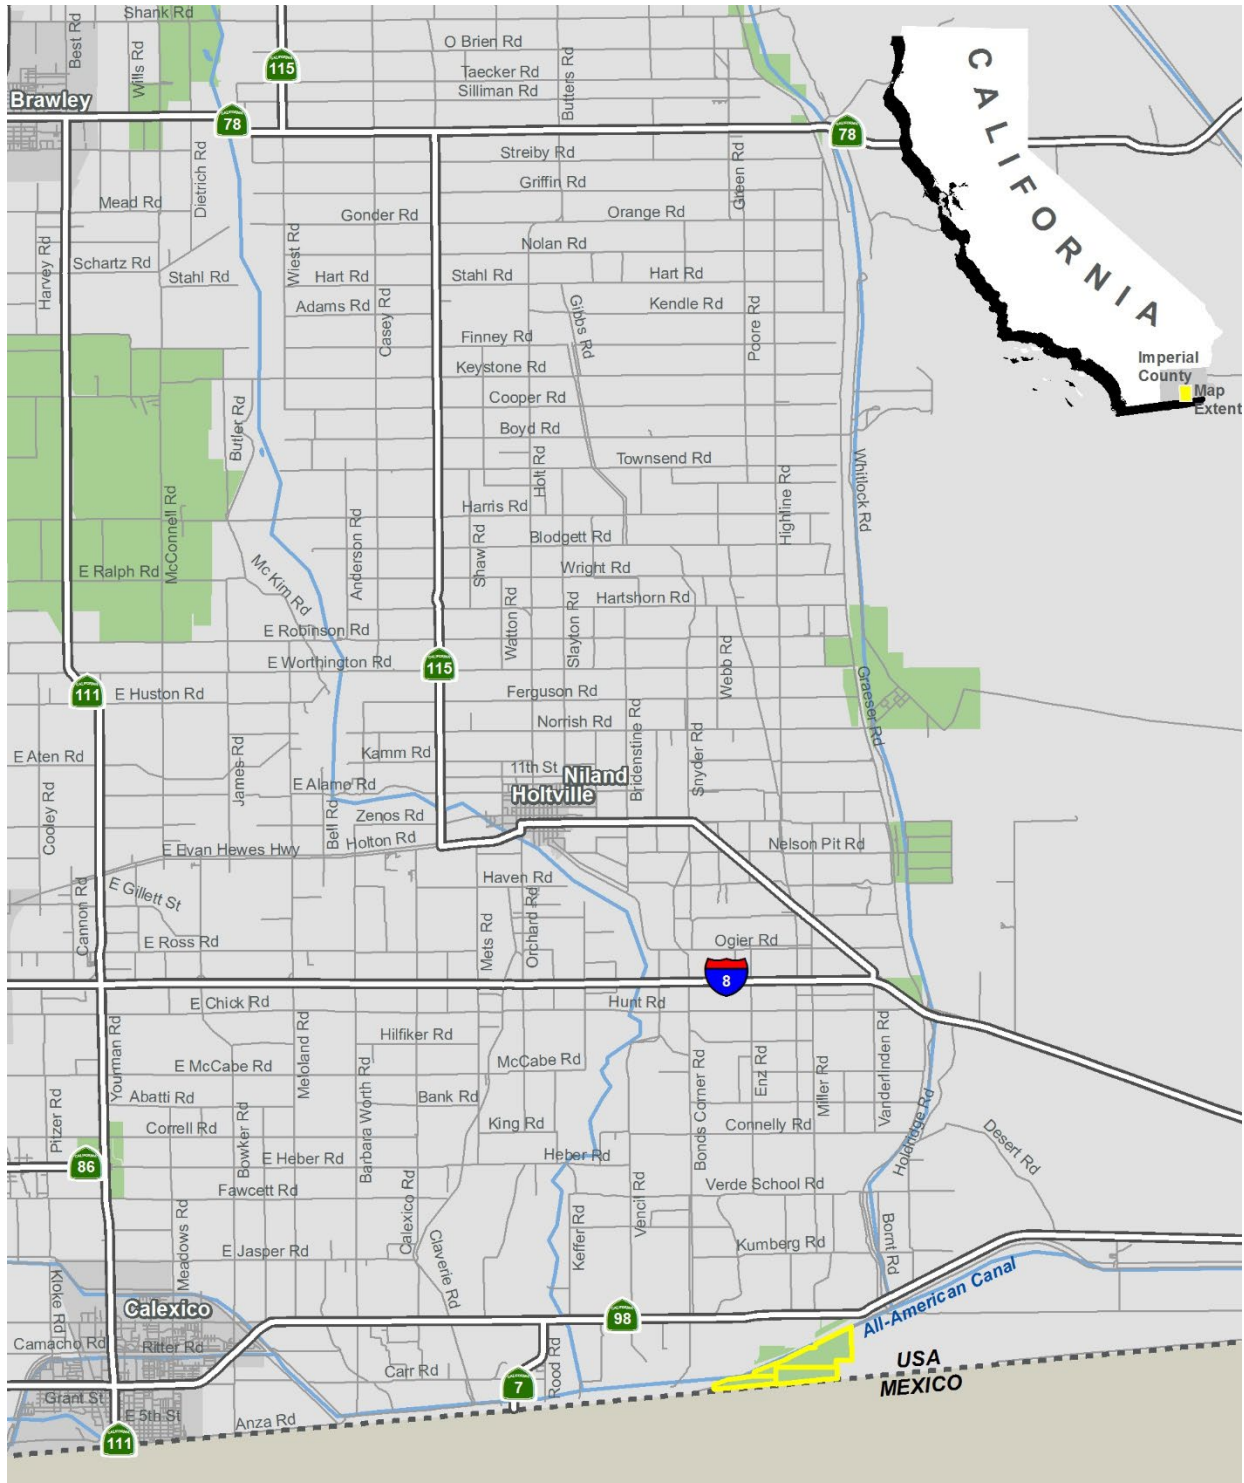 Shank Rd
Best Rd
Wills Rd
115
O Brien Rd
Taecker Rd
Silliman Rd
Butters Rd
CALIFORNIA
Brawley
78
78
Streiby Rd
Griffin Rd
Green Rd
Dietrich Rd
Mead Rd
Gonder Rd
Orange Rd
Nolan Rd
Harvey Rd
Schartz Rd
Stahl Rd
Wiest Rd
Hart Rd
Stahl Rd
Hart Rd
Adams Rd
Casey Rd
Gibbs Rd
Kendle Rd
Poore Rd
Finney Rd
Keystone Rd
Imperial
County
Map
Extent
Cooper Rd
Butler Rd
Boyd Rd
Townsend Rd
Whitlock Rd
Holt Rd
Highline Rd
McConnell Rd
Harris Rd
Anderson Rd
Shaw Rd
Blodgett Rd
E Ralph Rd
Mc Kim Rd
Wright Rd
Hartshorn Rd
Watton Rd
Slayton Rd
E Robinson Rd
E Worthington Rd
115
Webb Rd
111
E Huston Rd
Ferguson Rd
Graeser Rd
Norrish Rd
Bridenstine Rd
Snyder Rd
E Aten Rd
James Rd
Kamm Rd
11th St
Niland
E Alamo Rd
Holtville
Cooley Rd
Bell Rd
Zenos Rd
Holton Rd
E Evan Hewes Hwy
Nelson Pit Rd
Haven Rd
E Gillett St
Cannon Rd
Mets Rd
Orchard Rd
E Ross Rd
Ogier Rd
8
E Chick Rd
Hunt Rd
Yourman Rd
Meloland Rd
Hilfiker Rd
E McCabe Rd
McCabe Rd
Barbara Worth Rd
Bonds Corner Rd
Enz Rd
Miller Rd
Vanderlinden Rd
Abatti Rd
Bank Rd
Pitzer Rd
Correll Rd
Bowker Rd
King Rd
Connelly Rd
Holdridge Rd
Desert Rd
86
E Heber Rd
Heber Rd
Fawcett Rd
Verde School Rd
Calexico Rd
Keffer Rd
Vencil Rd
Meadows Rd
E Jasper Rd
Claverie Rd
Kumberg Rd
Bornt Rd
Kloke Rd
Calexico
98
All-American Canal
Camacho Rd
Ritter Rd
Carr Rd
Rood Rd
7
USA
MEXICO
Grant St
E 5th St
Anza Rd
111